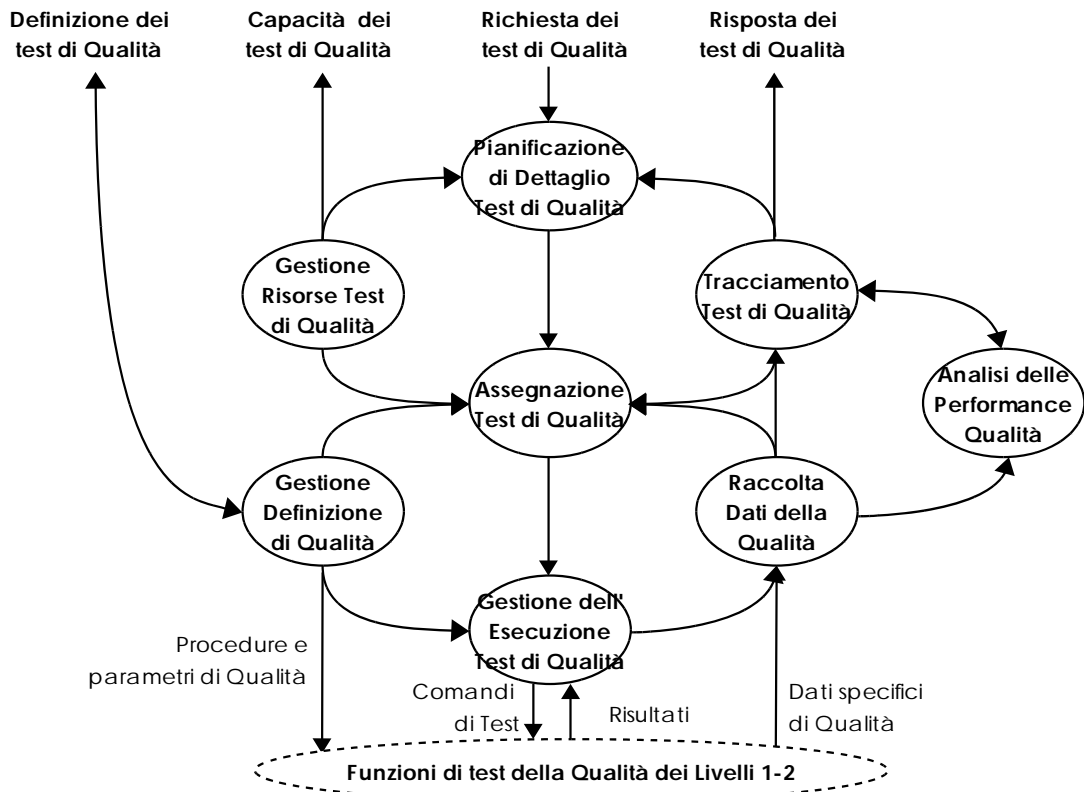 Definizione dei
test di Qualità
Capacità dei
test di Qualità
Richiesta dei
test di Qualità
Risposta dei
test di Qualità
Pianificazione
di Dettaglio
Test di Qualità
Gestione
Risorse Test
di Qualità
Tracciamento
Test di Qualità
Assegnazione
Test di Qualità
Analisi delle
Performance
Qualità
Gestione
Definizione
di Qualità
Raccolta
Dati della
Qualità
Gestione dell'
Esecuzione
Test di Qualità
Procedure e
parametri di Qualità
Comandi
di Test
Risultati
Dati specifici
di Qualità
Funzioni di test della Qualità dei Livelli 1-2